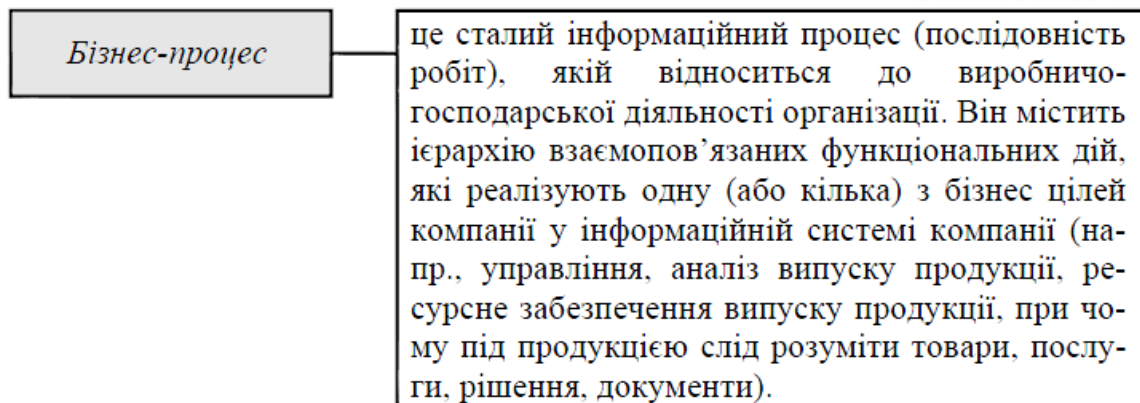 Бізнес-процес
це сталий інформаційний процес (послідовність
робіт), якій відноситься до виробничо-
господарської діяльності організації. Він містить
ієрархію взаємопов’язаних функціональних дій,
які реалізують одну (або кілька) з бізнес цілей
компанії у інформаційній системі компанії (на-
пр., управління, аналіз випуску продукції, ре-
сурсне забезпечення випуску продукції, при чо-
му під продукцією слід розуміти товари, послу-
ги, рішення, документи).